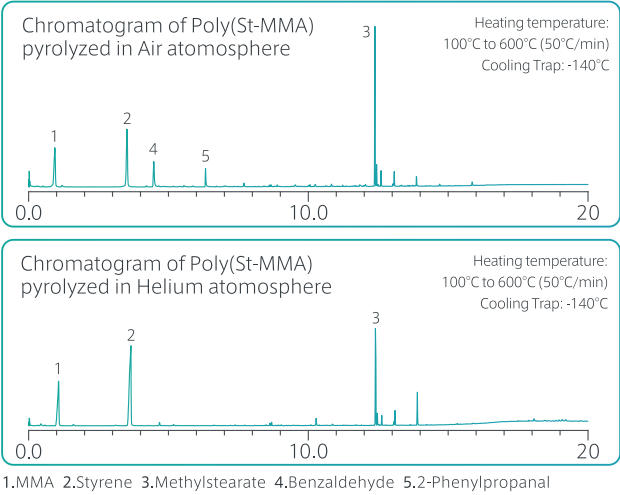 Chromatogram of Poly(St-MMA)
pyrolyzed in Air atomosphere
Heating temperature:
100°C to 600°C (50°C/min)
Cooling Trap: -140°C
3
2
1
4
5
0.0
10.0
20
Chromatogram of Poly(St-MMA)
pyrolyzed in Helium atomosphere
Heating temperature:
100°C to 600°C (50°C/min)
Cooling Trap: -140°C
3
2
1
0.0
10.0
20
1.MMA 2.Styrene 3.Methylstearate 4.Benzaldehyde 5.2-Phenylpropanal